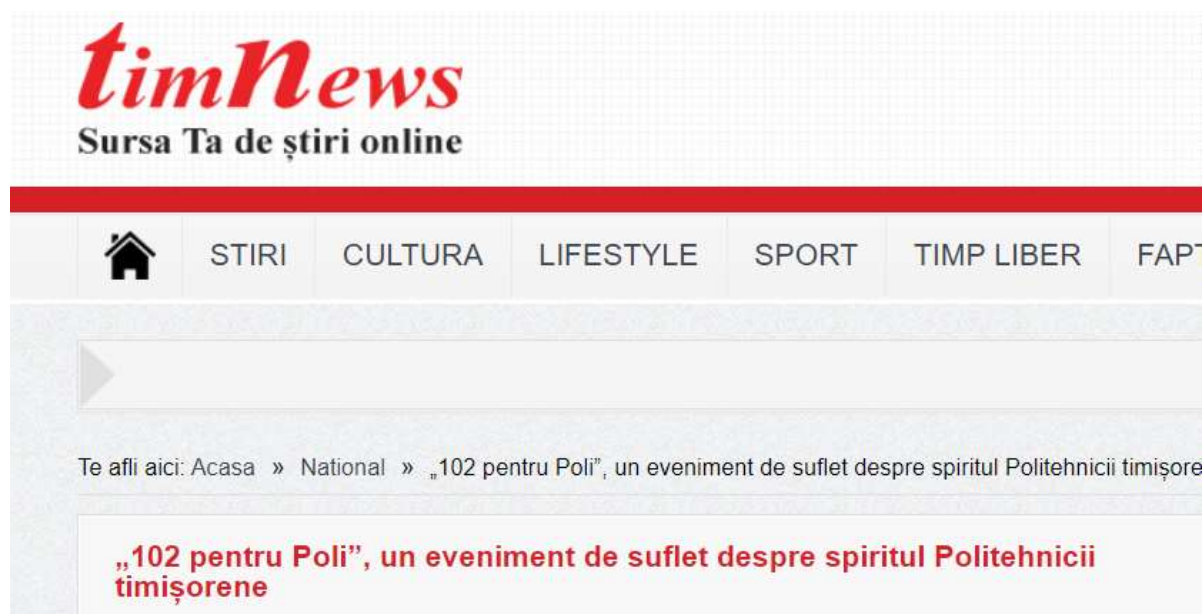 timNews
Sursa Ta de știri online
STIRI CULTURA LIFESTYLE SPORT TIMP LIBER FAPT
Te afli aici: Acasa » National » „102 pentru Poli”, un eveniment de suflet despre spiritul Politehnicii timișore
„102 pentru Poli”, un eveniment de suflet despre spiritul Politehnicii
timișorene